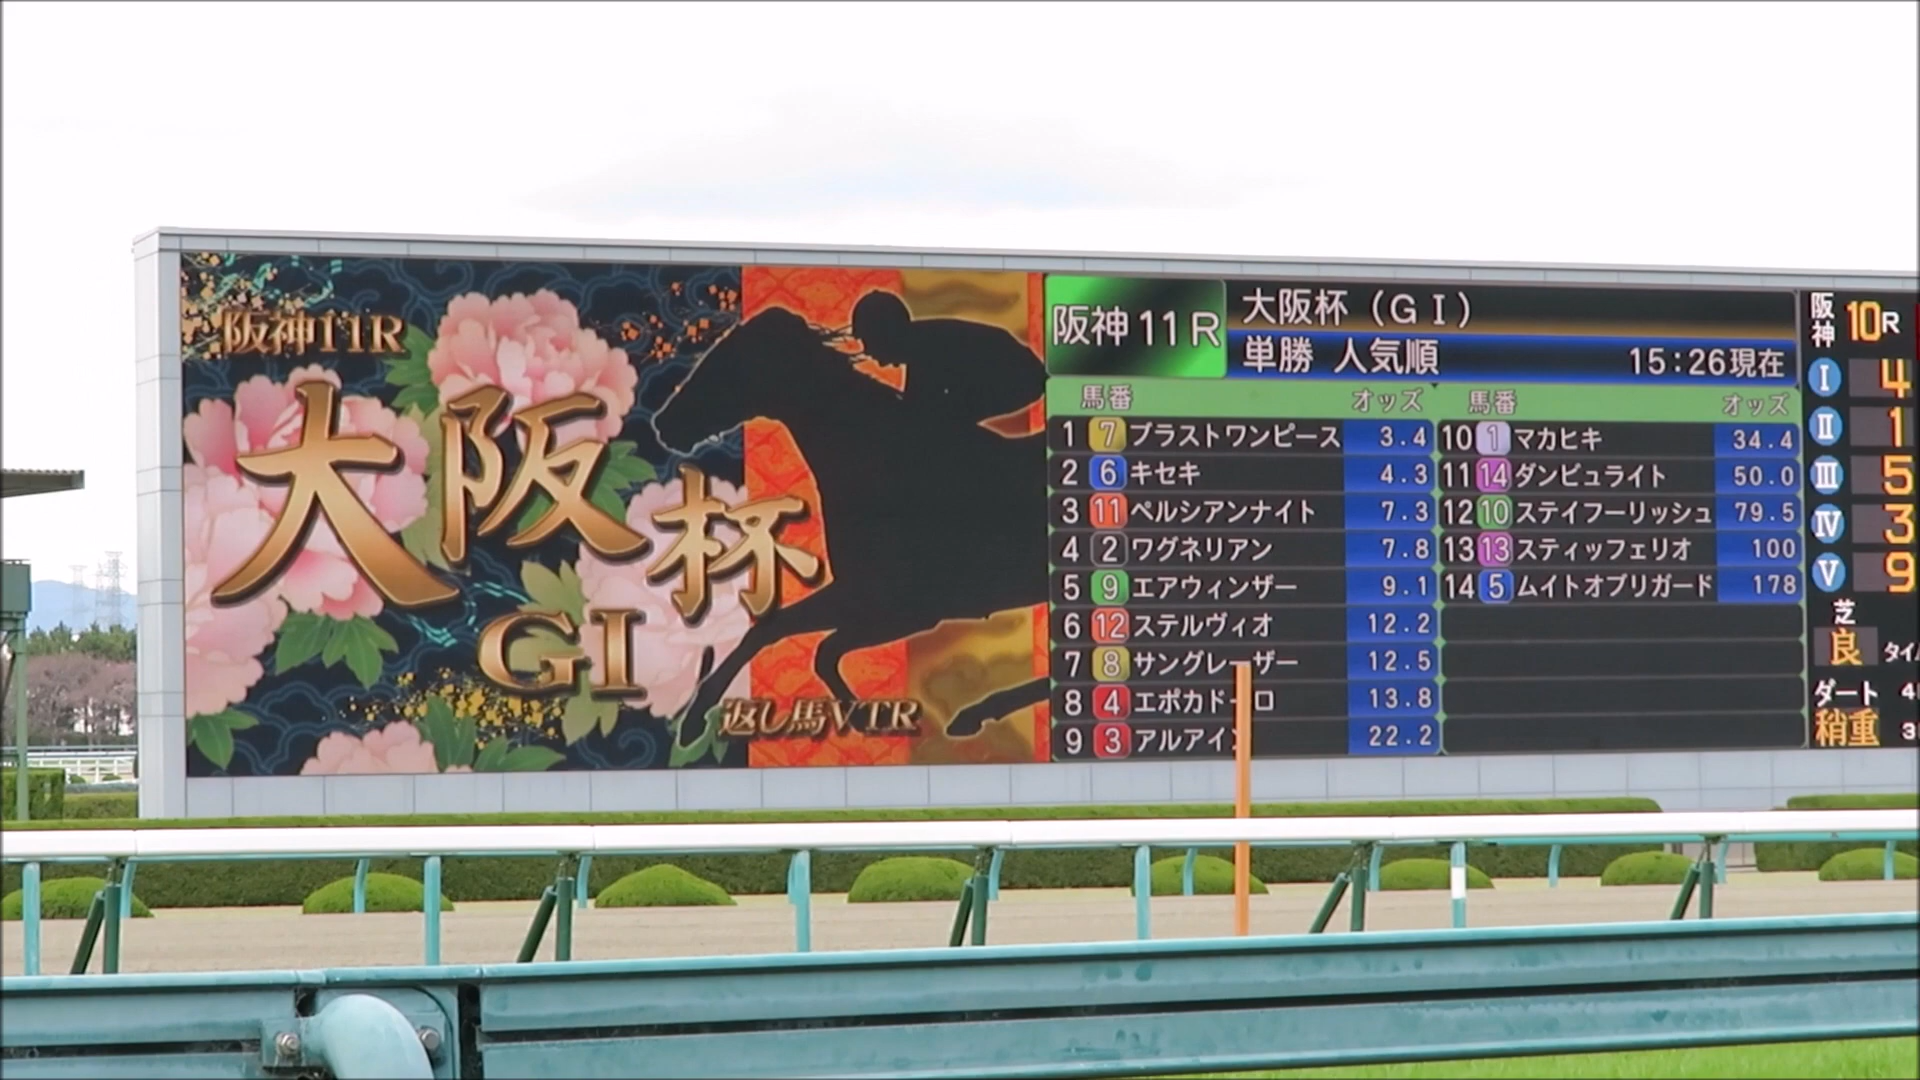 阪神11R
大阪杯
GI
返し馬VTR
阪神11R
大阪杯（GⅠ）
単勝 人気順 15:26現在
馬番 オッズ 馬番 オッズ
1 7 ブラストワンピース 3.4 10 1 マカヒキ 34.4
2 6 キセキ 4.3 11 14 ダンビュライト 50.0
3 11 ペルシアンナイト 7.3 12 10 ステイフーリッシュ 79.5
4 2 ワグネリアン 7.8 13 13 スティッフェリオ 100
5 9 エアウィンザー 9.1 14 5 ムイトオブリガード 178
6 12 ステルヴィオ 12.2
7 8 サングレーザー 12.5
8 4 エポカドーロ 13.8
9 3 アルアイン 22.2
阪神 10R
Ⅰ 4
Ⅱ 1
Ⅲ 5
Ⅳ 3
Ⅴ 9
芝
良 タイ
ダート 4
稍重 3